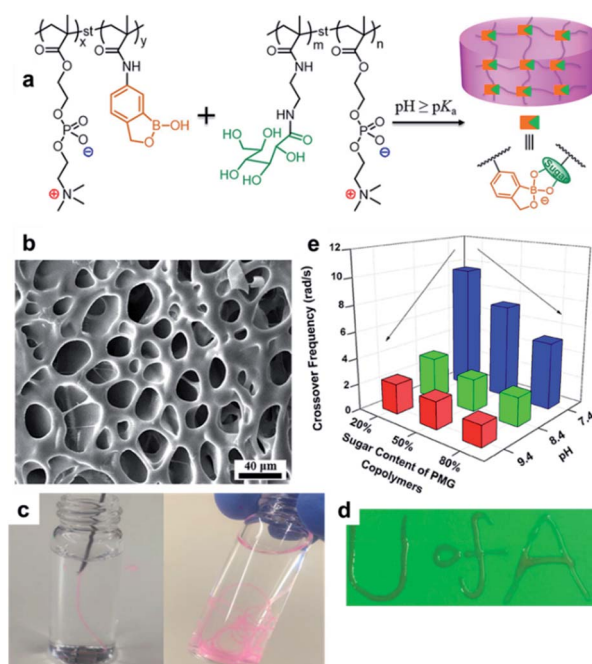 a
x
st
y
m
st
n
O
O
NH
B-OH
O
+
O
NH
NH
O
HO
HO
OH
OH
HO
OH
O
O
P
O
O
O
N
pH ≥ pKa
Sugar
O
B
O
O
b
40 μm
e
Crossover Frequency (rad/s)
12
10
8
6
4
2
0
20%
50%
80%
Sugar Content of PMG
Copolymers
9.4
8.4
7.4
pH
c
d
U A